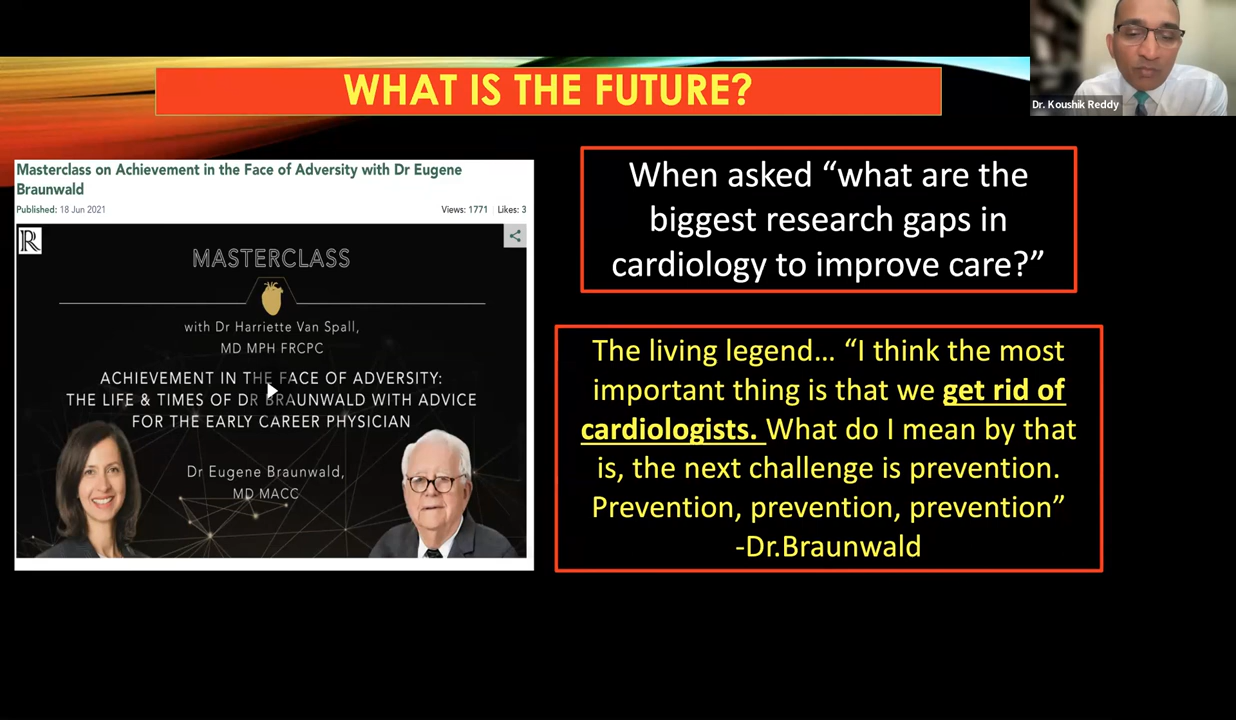 WHAT IS THE FUTURE?
Dr. Koushik Reddy
Masterclass on Achievement in the Face of Adversity with Dr Eugene
Braunwald
Published: 18 Jun 2021
Views: 1771 Likes: 3
R
MASTERCLASS
with Dr Harriette Van Spall,
MD MPH FRCPC
ACHIEVEMENT IN THE FACE OF ADVERSITY:
THE LIFE & TIMES OF DR BRAUNWALD WITH ADVICE
FOR THE EARLY CAREER PHYSICIAN
Dr Eugene Braunwald,
MD MACC
When asked “what are the
biggest research gaps in
cardiology to improve care?”
The living legend... “I think the most
important thing is that we get rid of
cardiologists. What do I mean by that
is, the next challenge is prevention.
Prevention, prevention, prevention”
-Dr.Braunwald